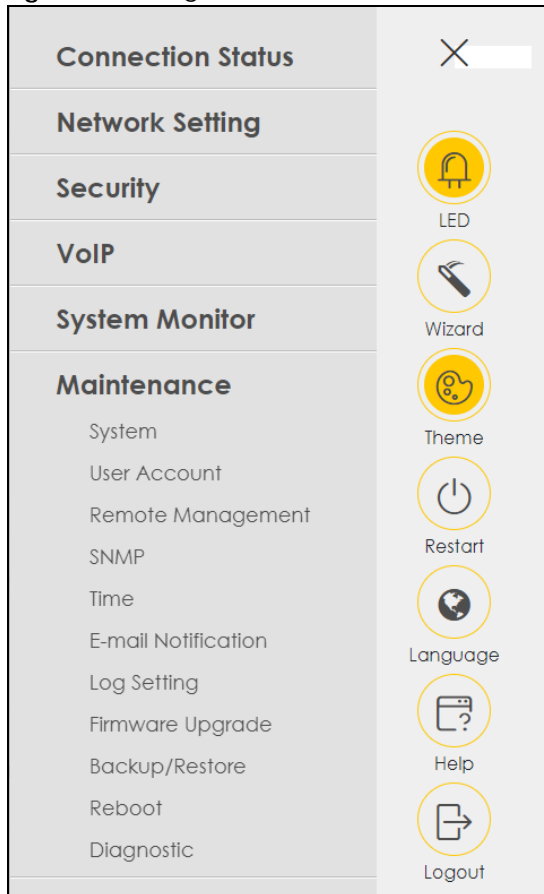 Connection Status
Network Setting
Security
VoIP
System Monitor
Maintenance
System
User Account
Remote Management
SNMP
Time
E-mail Notification
Log Setting
Firmware Upgrade
Backup/Restore
Reboot
Diagnostic
LED
Wizard
Theme
Restart
Language
Help
Logout